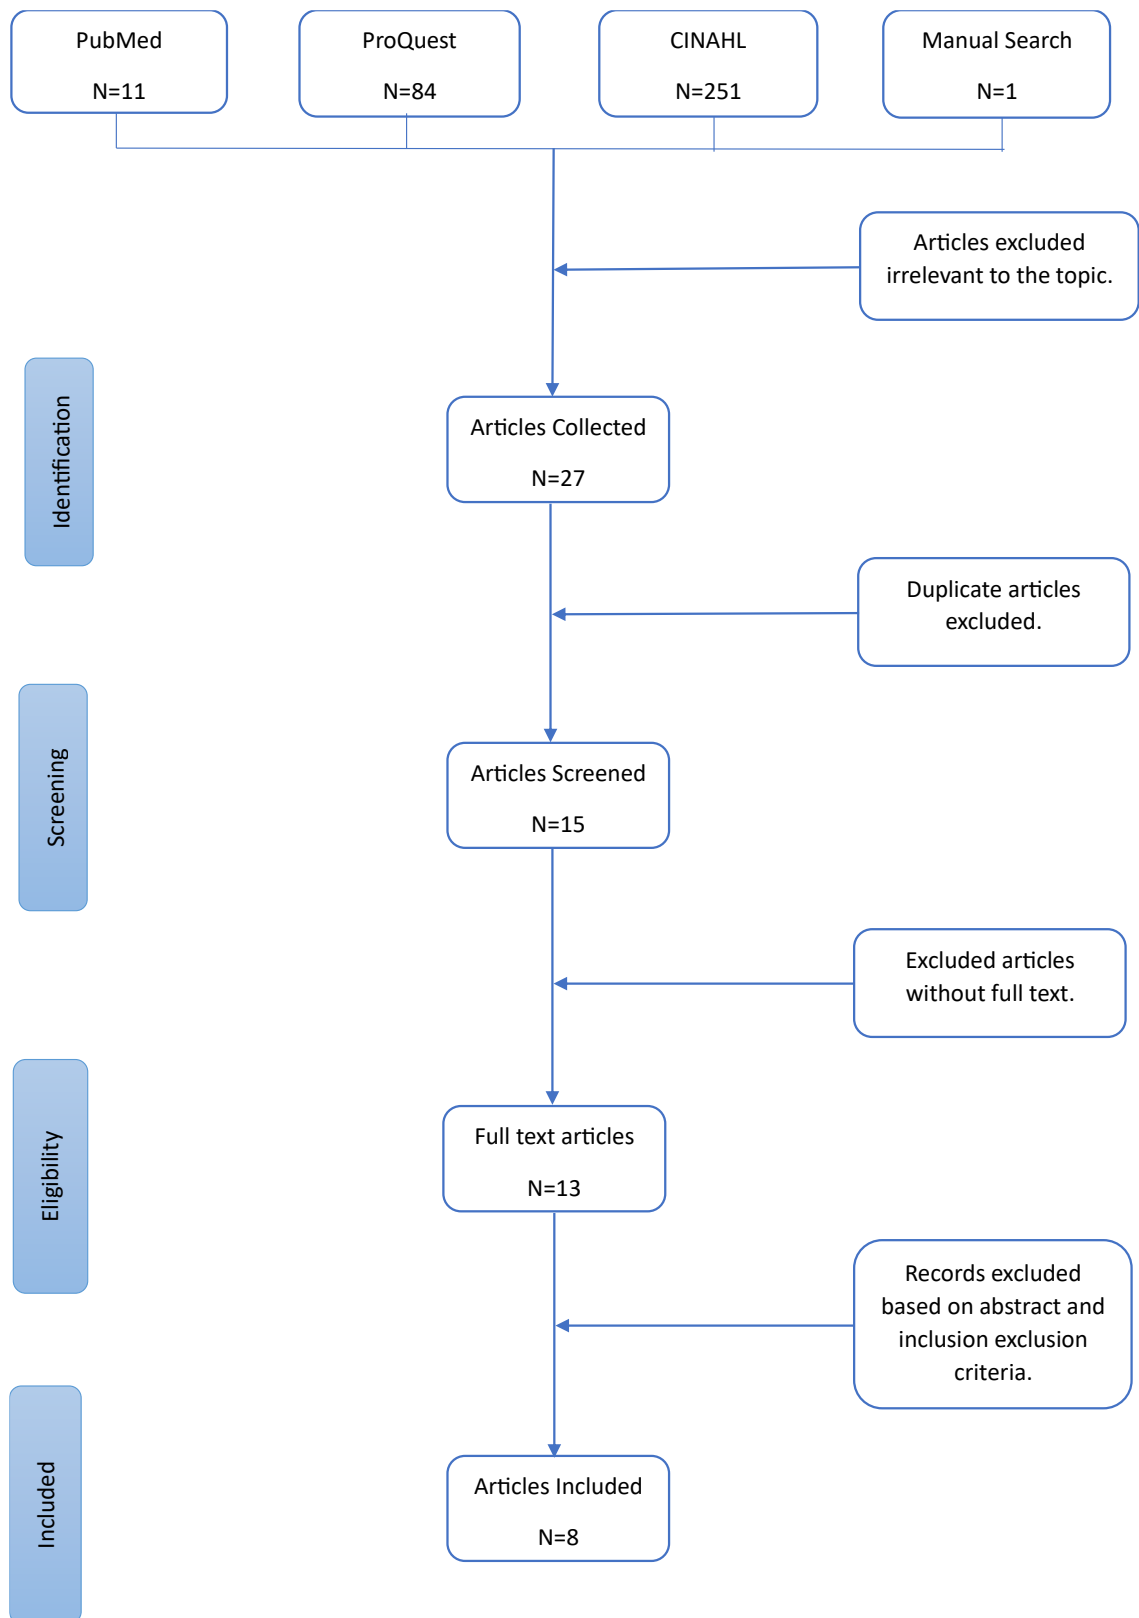 PubMed
N=11
ProQuest
N=84
CINAHL
N=251
Manual Search
N=1
Articles excluded
irrelevant to the topic.
Identification
Articles Collected
N=27
Duplicate articles
excluded.
Screening
Articles Screened
N=15
Excluded articles
without full text.
Eligibility
Full text articles
N=13
Records excluded
based on abstract and
inclusion exclusion
criteria.
Included
Articles Included
N=8